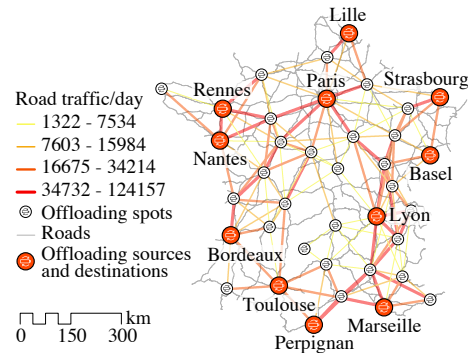 Lille
Paris
Strasbourg
Rennes
Nantes
Basel
Lyon
Bordeaux
Toulouse
Marseille
Perpignan
Road traffic/day
1322 - 7534
7603 - 15984
16675 - 34214
34732 - 124157
Offloading spots
Roads
Offloading sources
and destinations
km
0 150 300